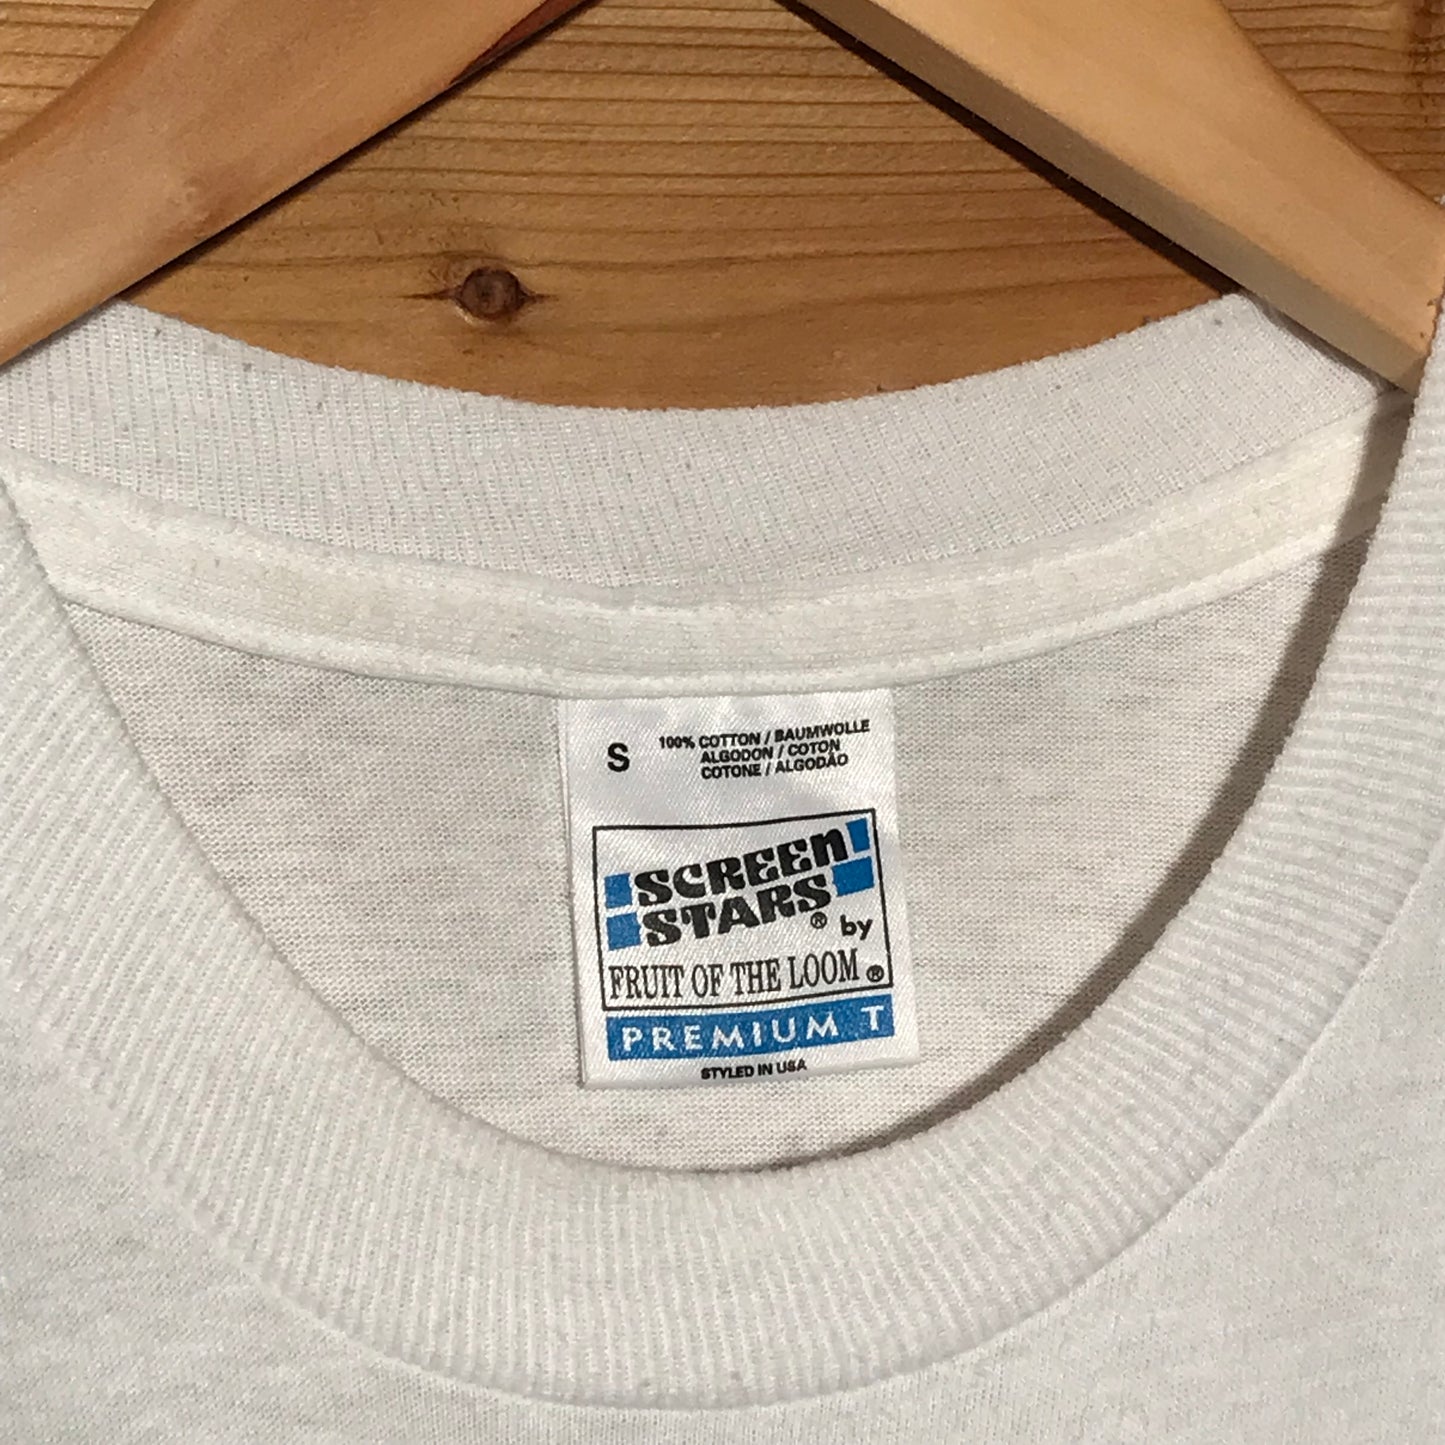 S
100% COTTON / BAUMWOLLE
ALGODON / COTON
COTONE / ALGODÃO
SCREEN
STARS® by
FRUIT OF THE LOOM®
PREMIUM T
STYLED IN USA